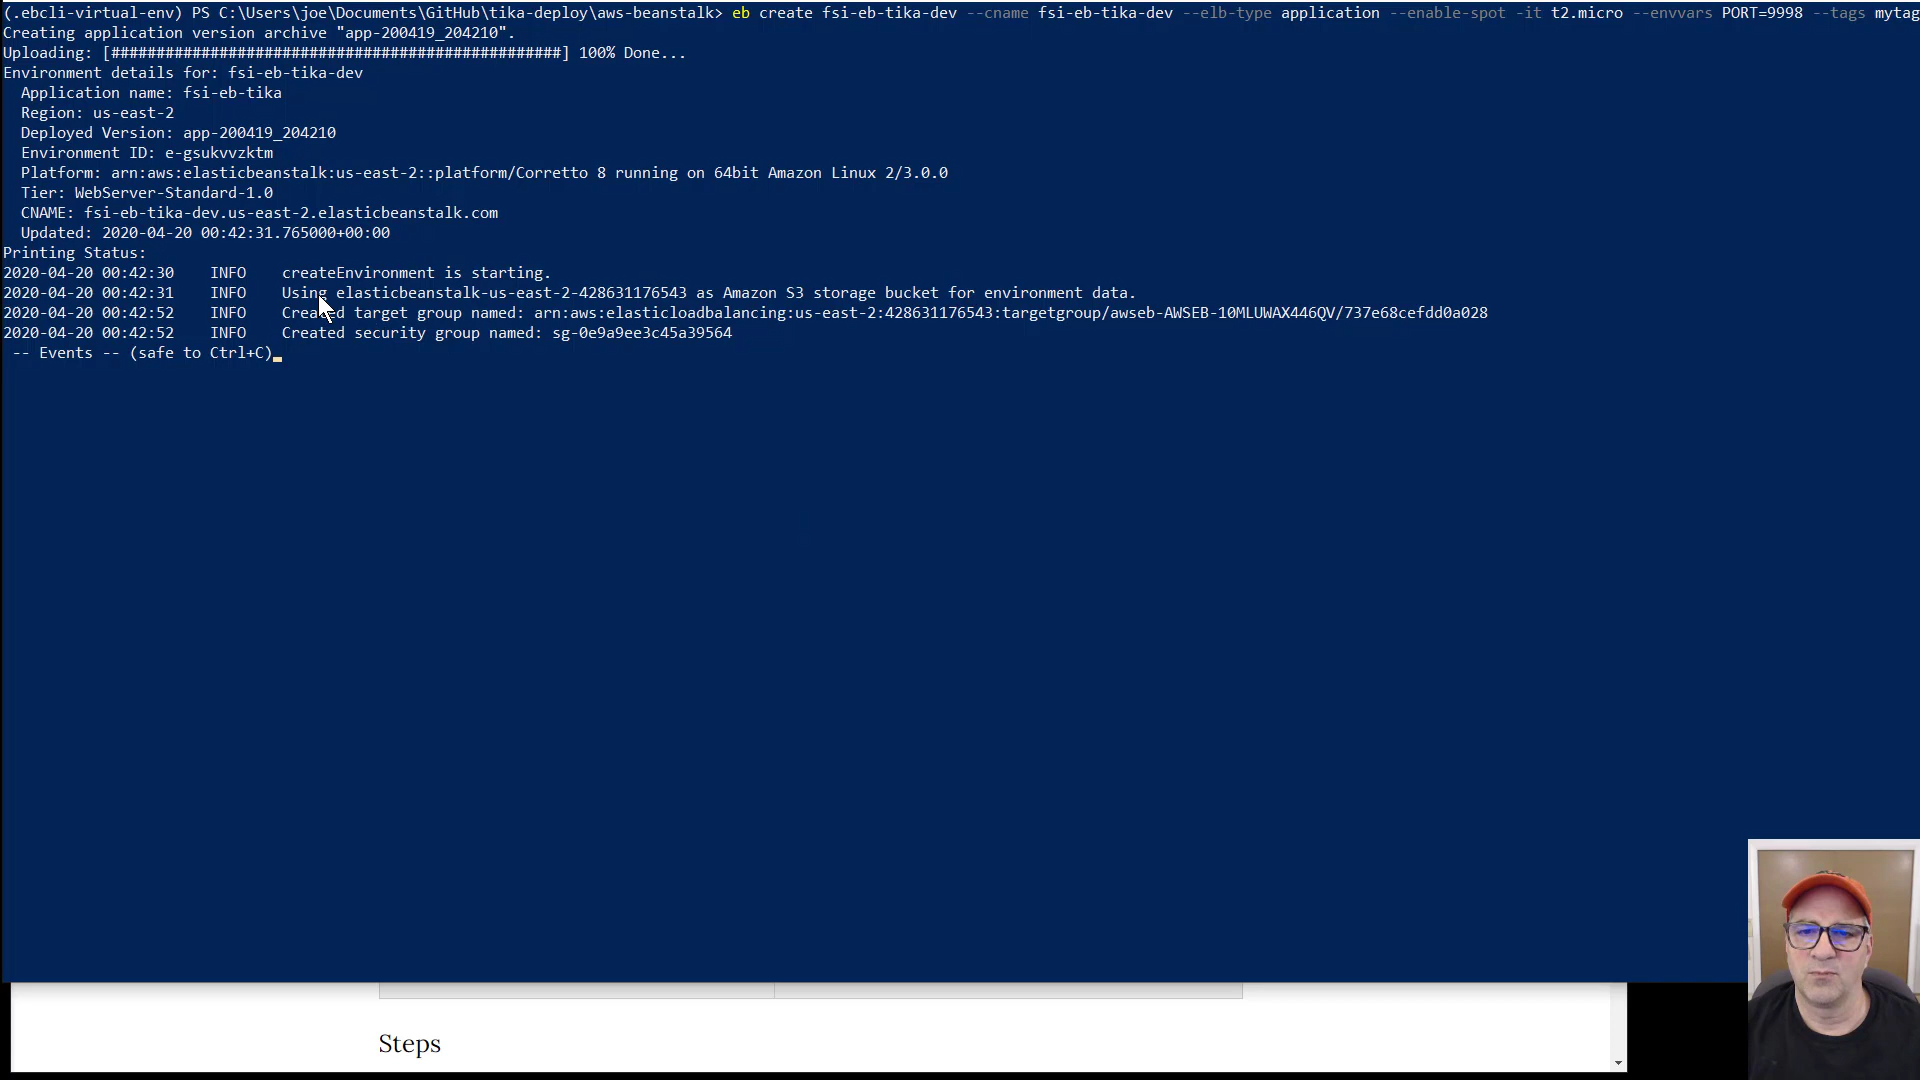 (.ebcli-virtual-env) PS C:\Users\joe\Documents\GitHub\tika-deploy\aws-beanstalk> eb create fsi-eb-tika-dev --cname fsi-eb-tika-dev --elb-type application --enable-spot -it t2.micro --envvars PORT=9998 --tags mytag
Creating application version archive "app-200419_204210".
Uploading: [##################################################] 100% Done...
Environment details for: fsi-eb-tika-dev
  Application name: fsi-eb-tika
  Region: us-east-2
  Deployed Version: app-200419_204210
  Environment ID: e-gsukvvzktm
  Platform: arn:aws:elasticbeanstalk:us-east-2::platform/Corretto 8 running on 64bit Amazon Linux 2/3.0.0
  Tier: WebServer-Standard-1.0
  CNAME: fsi-eb-tika-dev.us-east-2.elasticbeanstalk.com
  Updated: 2020-04-20 00:42:31.765000+00:00
Printing Status:
2020-04-20 00:42:30    INFO    createEnvironment is starting.
2020-04-20 00:42:31    INFO    Using elasticbeanstalk-us-east-2-428631176543 as Amazon S3 storage bucket for environment data.
2020-04-20 00:42:52    INFO    Created target group named: arn:aws:elasticloadbalancing:us-east-2:428631176543:targetgroup/awseb-AWSEB-10MLUWAX446QV/737e68cefdd0a028
2020-04-20 00:42:52    INFO    Created security group named: sg-0e9a9ee3c45a39564
 -- Events -- (safe to Ctrl+C)
Steps